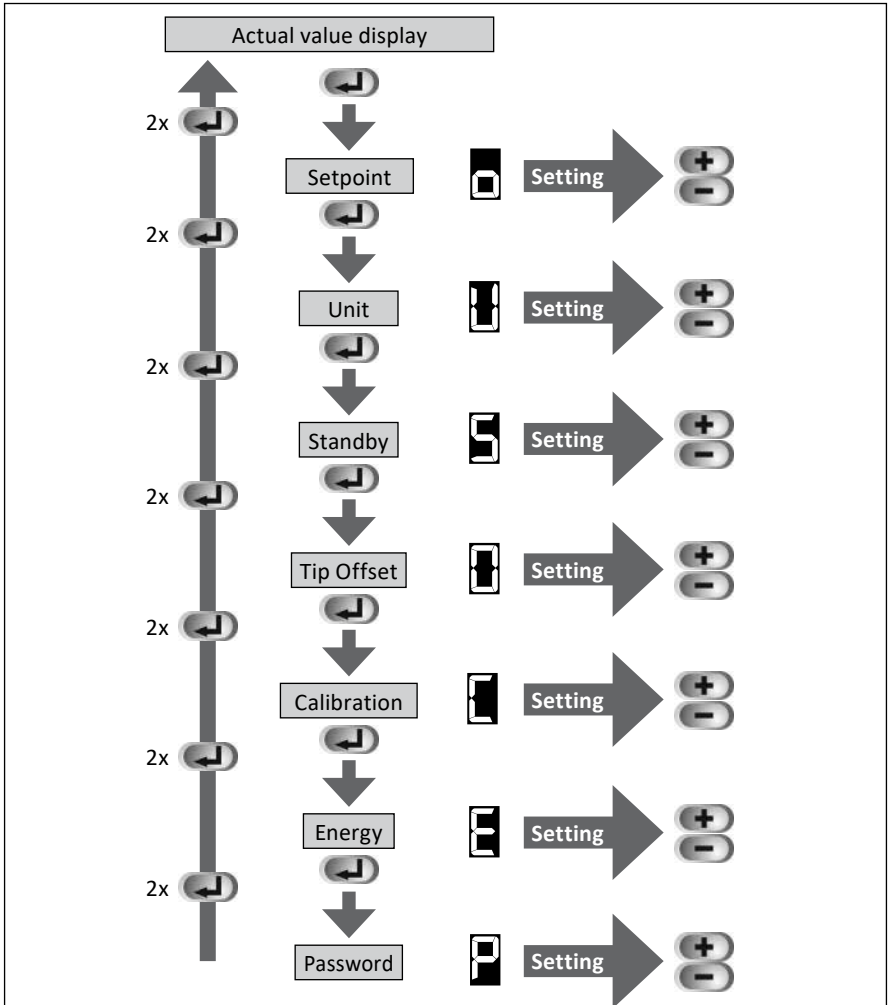 Actual value display
2x
Setpoint o Setting + -
2x
Unit U Setting + -
2x
Standby S Setting + -
2x
Tip Offset 0 Setting + -
2x
Calibration C Setting + -
2x
Energy E Setting + -
2x
Password P Setting + -